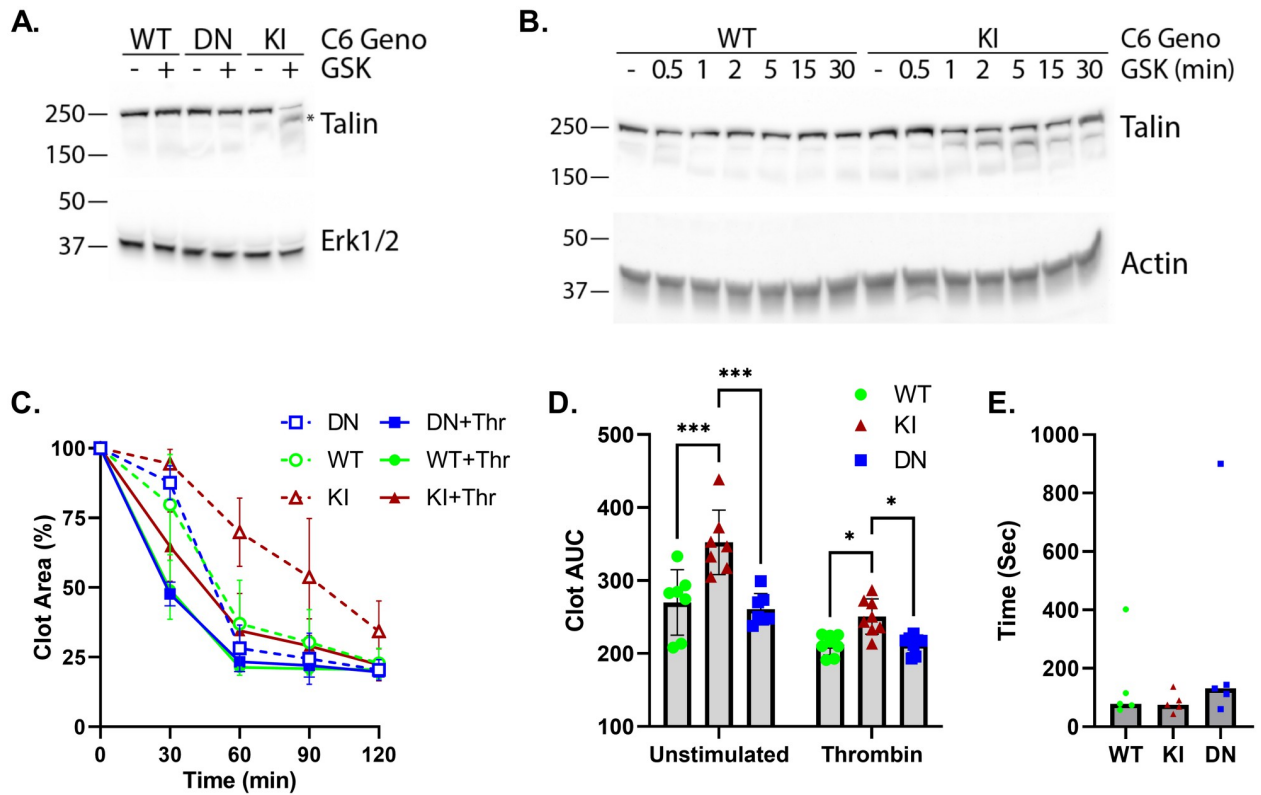 A.
WT DN KI C6 Geno
- + - + - + GSK
250 * Talin
150
50
37 Erk1/2
B.
WT KI C6 Geno
- 0.5 1 2 5 15 30 - 0.5 1 2 5 15 30 GSK (min)
250 Talin
150
50
37 Actin
C.
DN DN+Thr
WT WT+Thr
KI KI+Thr
Clot Area (%)
100
75
50
25
0
0 30 60 90 120
Time (min)
D.
WT
KI
DN
*** ***
* *
Clot AUC
500
400
300
200
100
Unstimulated Thrombin
E.
Time (Sec)
1000
800
600
400
200
0
WT KI DN